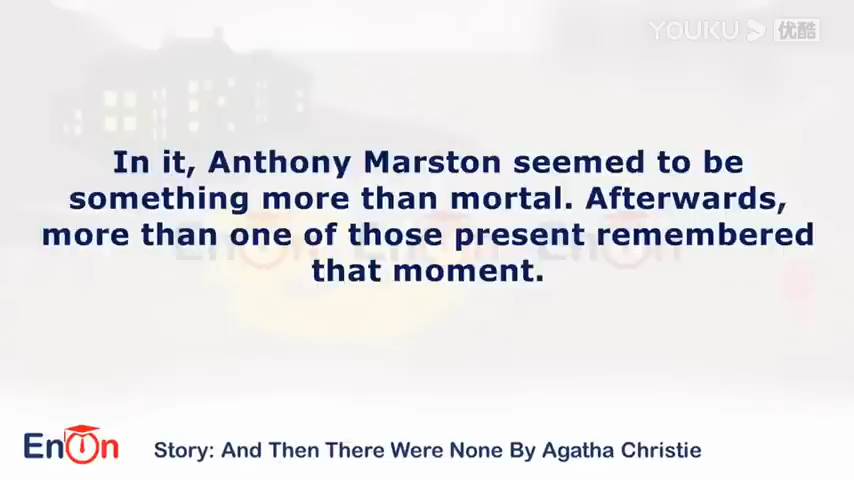 YOUKU 优酷
In it, Anthony Marston seemed to be
something more than mortal. Afterwards,
more than one of those present remembered
that moment.
EnOn
Story: And Then There Were None By Agatha Christie